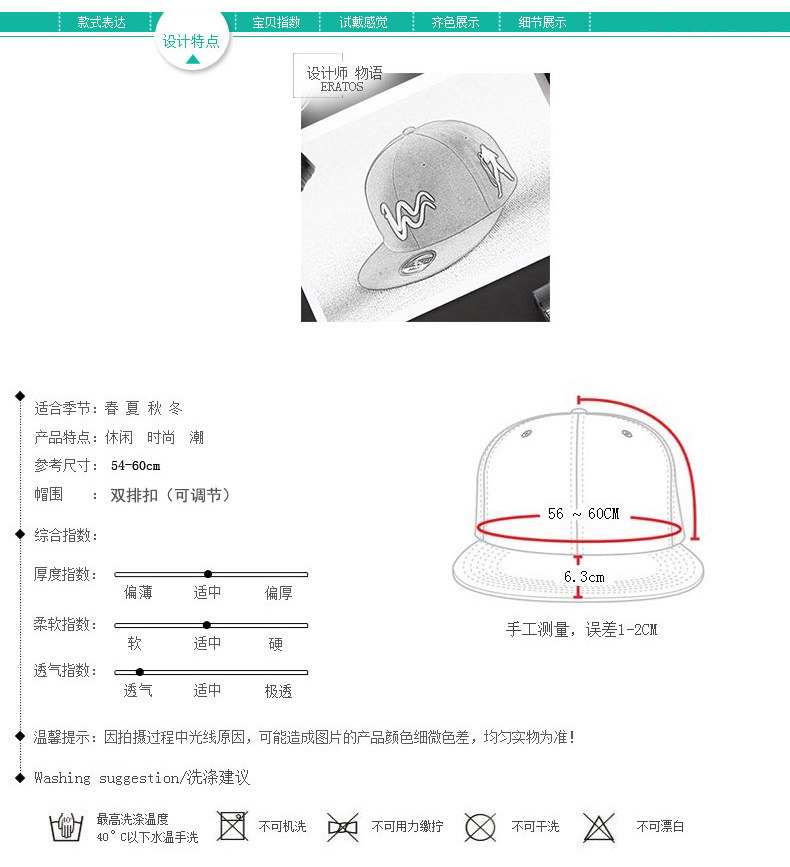 款式表达
设计特点
宝贝指数
试戴感觉
齐色展示
细节展示
设计师 物语
ERATOS
适合季节：春 夏 秋 冬
产品特点：休闲 时尚 潮
参考尺寸： 54-60cm
帽围 ： 双排扣（可调节）
综合指数：
厚度指数：
偏薄 适中 偏厚
柔软指数：
软 适中 硬
透气指数：
透气 适中 极透
56 ~ 60CM
6.3cm
手工测量，误差1-2CM
温馨提示：因拍摄过程中光线原因，可能造成图片的产品颜色细微色差，均匀实物为准！
Washing suggestion/洗涤建议
40°
最高洗涤温度
40°C以下水温手洗
不可机洗
不可用力缴拧
不可干洗
不可漂白